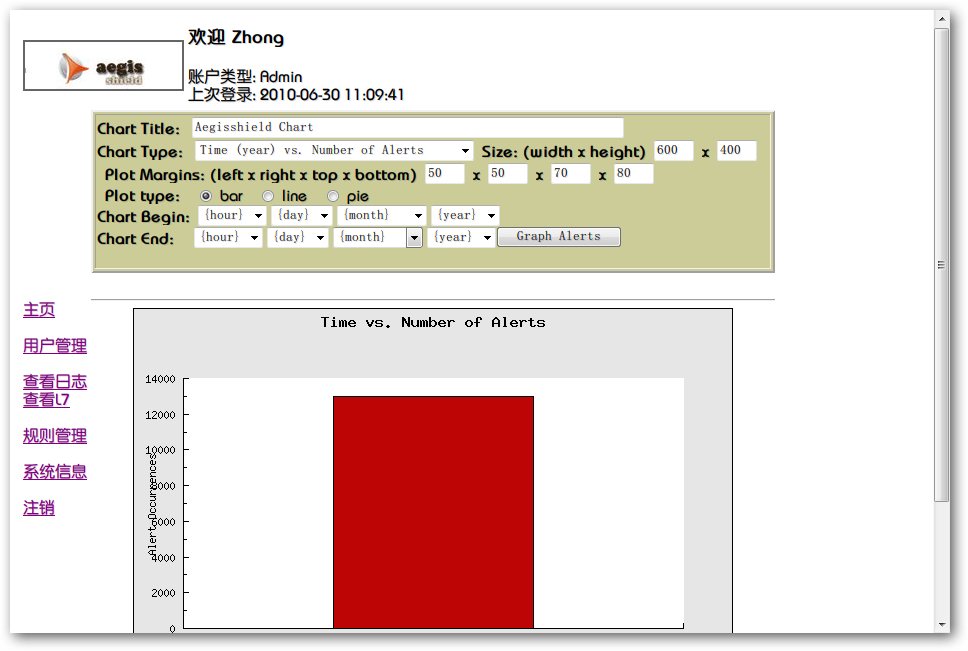 欢迎 Zhong
aegis
shield
账户类型: Admin
上次登录: 2010-06-30 11:09:41
Chart Title: Aegisshield Chart
Chart Type: Time (year) vs. Number of Alerts Size: (width x height) 600 x 400
Plot Margins: (left x right x top x bottom) 50 x 50 x 70 x 80
Plot type: bar line pie
Chart Begin: {hour} {day} {month} {year}
Chart End: {hour} {day} {month} {year} Graph Alerts
主页
用户管理
查看日志
查看L7
规则管理
系统信息
注销
Time vs. Number of Alerts
Alert Occurrences
14000
12000
10000
8000
6000
4000
2000
0